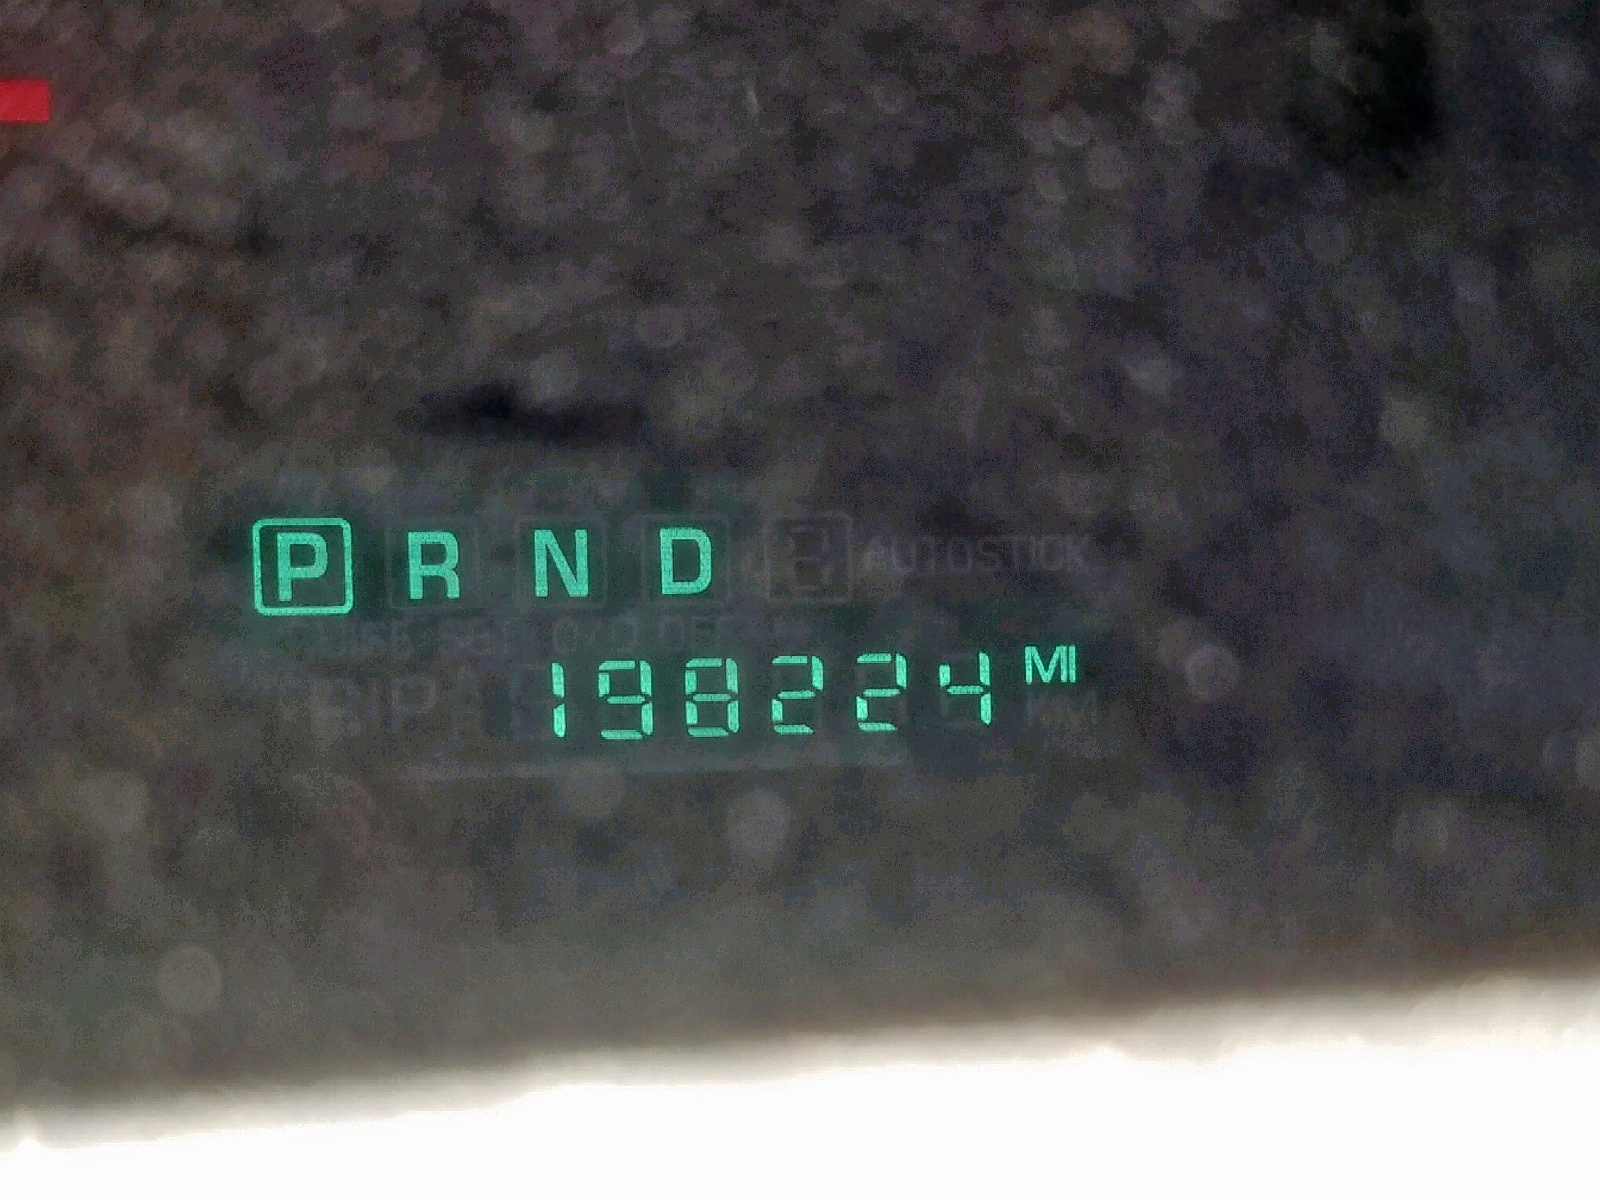 P R N D AUTOSTICK
198224 MI